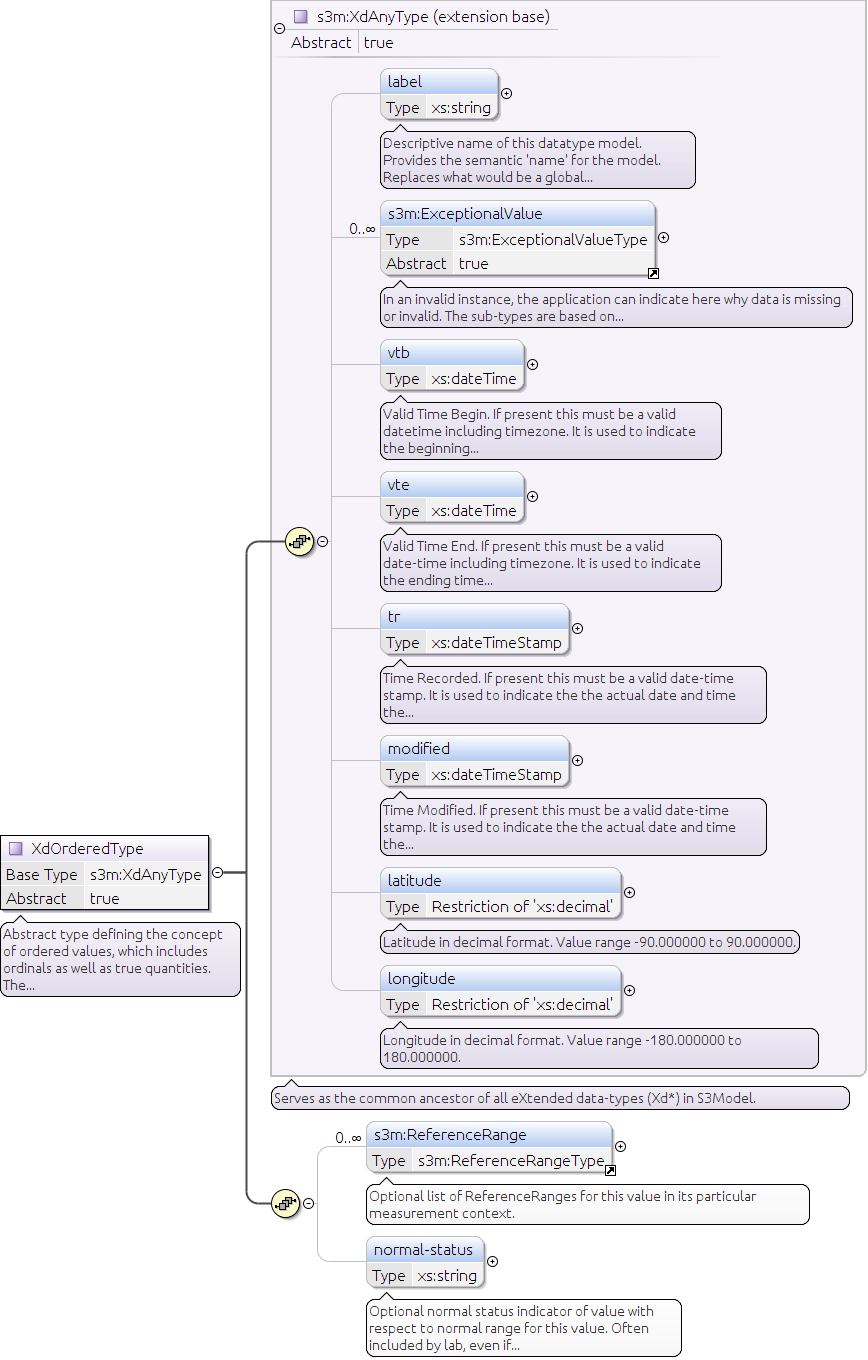 s3m:XdAnyType (extension base)
Abstract true
label
Type xs:string
Descriptive name of this datatype model.
Provides the semantic 'name' for the model.
Replaces what would be a global...
0..∞
s3m:ExceptionalValue
Type s3m:ExceptionalValueType
Abstract true
In an invalid instance, the application can indicate here why data is missing
or invalid. The sub-types are based on...
vtb
Type xs:dateTime
Valid Time Begin. If present this must be a valid
datetime including timezone. It is used to indicate
the beginning...
vte
Type xs:dateTime
Valid Time End. If present this must be a valid
date-time including timezone. It is used to indicate
the ending time...
tr
Type xs:dateTimeStamp
Time Recorded. If present this must be a valid date-time
stamp. It is used to indicate the the actual date and time
the...
modified
Type xs:dateTimeStamp
Time Modified. If present this must be a valid date-time
stamp. It is used to indicate the the actual date and time
the...
XdOrderedType
Base Type s3m:XdAnyType
Abstract true
Abstract type defining the concept
of ordered values, which includes
ordinals as well as true quantities.
The...
latitude
Type Restriction of 'xs:decimal'
Latitude in decimal format. Value range -90.000000 to 90.000000.
longitude
Type Restriction of 'xs:decimal'
Longitude in decimal format. Value range -180.000000 to
180.000000.
Serves as the common ancestor of all eXtended data-types (Xd*) in S3Model.
0..∞
s3m:ReferenceRange
Type s3m:ReferenceRangeType
Optional list of ReferenceRanges for this value in its particular
measurement context.
normal-status
Type xs:string
Optional normal status indicator of value with
respect to normal range for this value. Often
included by lab, even if...